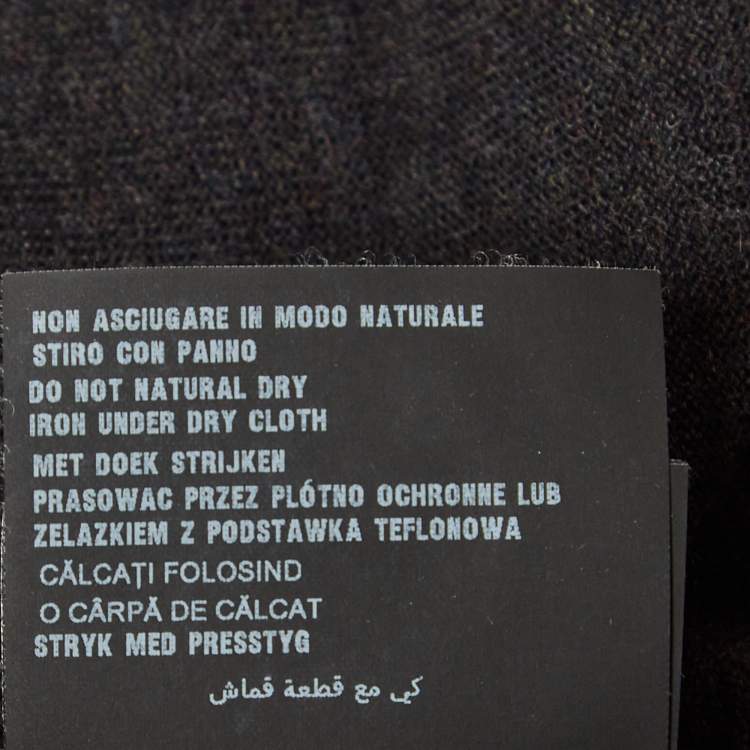 NON ASCIUGARE IN MODO NATURALE
STIRO CON PANNO
DO NOT NATURAL DRY
IRON UNDER DRY CLOTH
MET DOEK STRIJKEN
PRASOWAC PRZEZ PLÓTNO OCHRONNE LUB
ZELAZKIEM Z PODSTAWKA TEFLONOWA
CĂLCAȚI FOLOSIND
O CÂRPĂ DE CĂLCAT
STRYK MED PRESSTYG
كي مع قطعة قماش